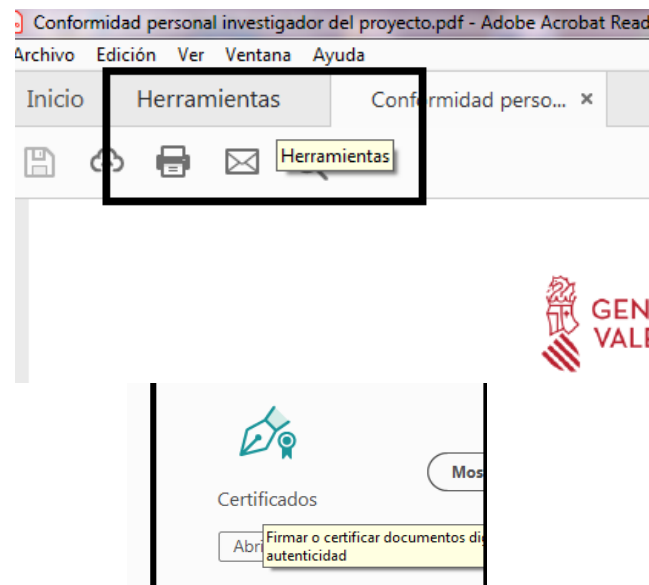 Conformidad personal investigador del proyecto.pdf - Adobe Acrobat Read
Archivo Edición Ver Ventana Ayuda
Inicio Herramientas Conformidad perso... ×
Herramientas
GEN
VALE
Certificados
Mos
Abri
Firmar o certificar documentos di
autenticidad